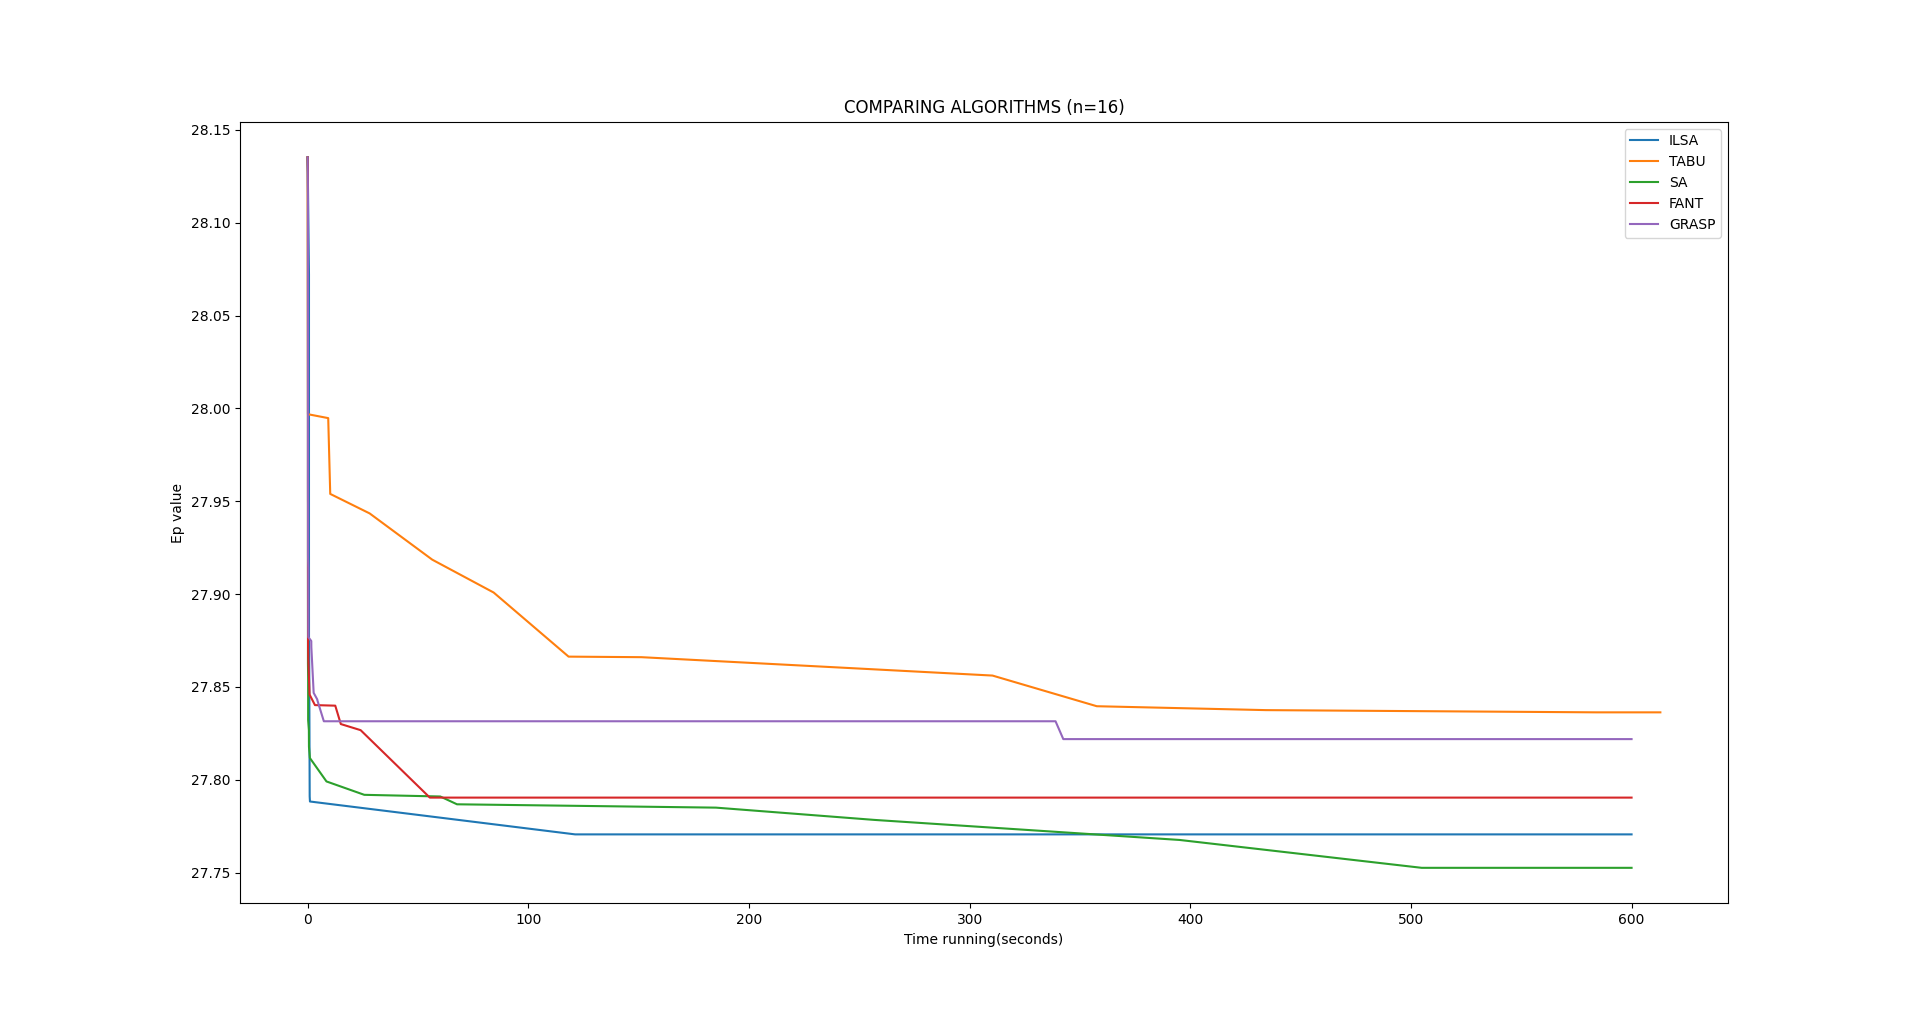 COMPARING ALGORITHMS (n=16)
28.15
28.10
28.05
28.00
27.95
27.90
27.85
27.80
27.75
Ep value
ILSA
TABU
SA
FANT
GRASP
0 100 200 300 400 500 600
Time running(seconds)